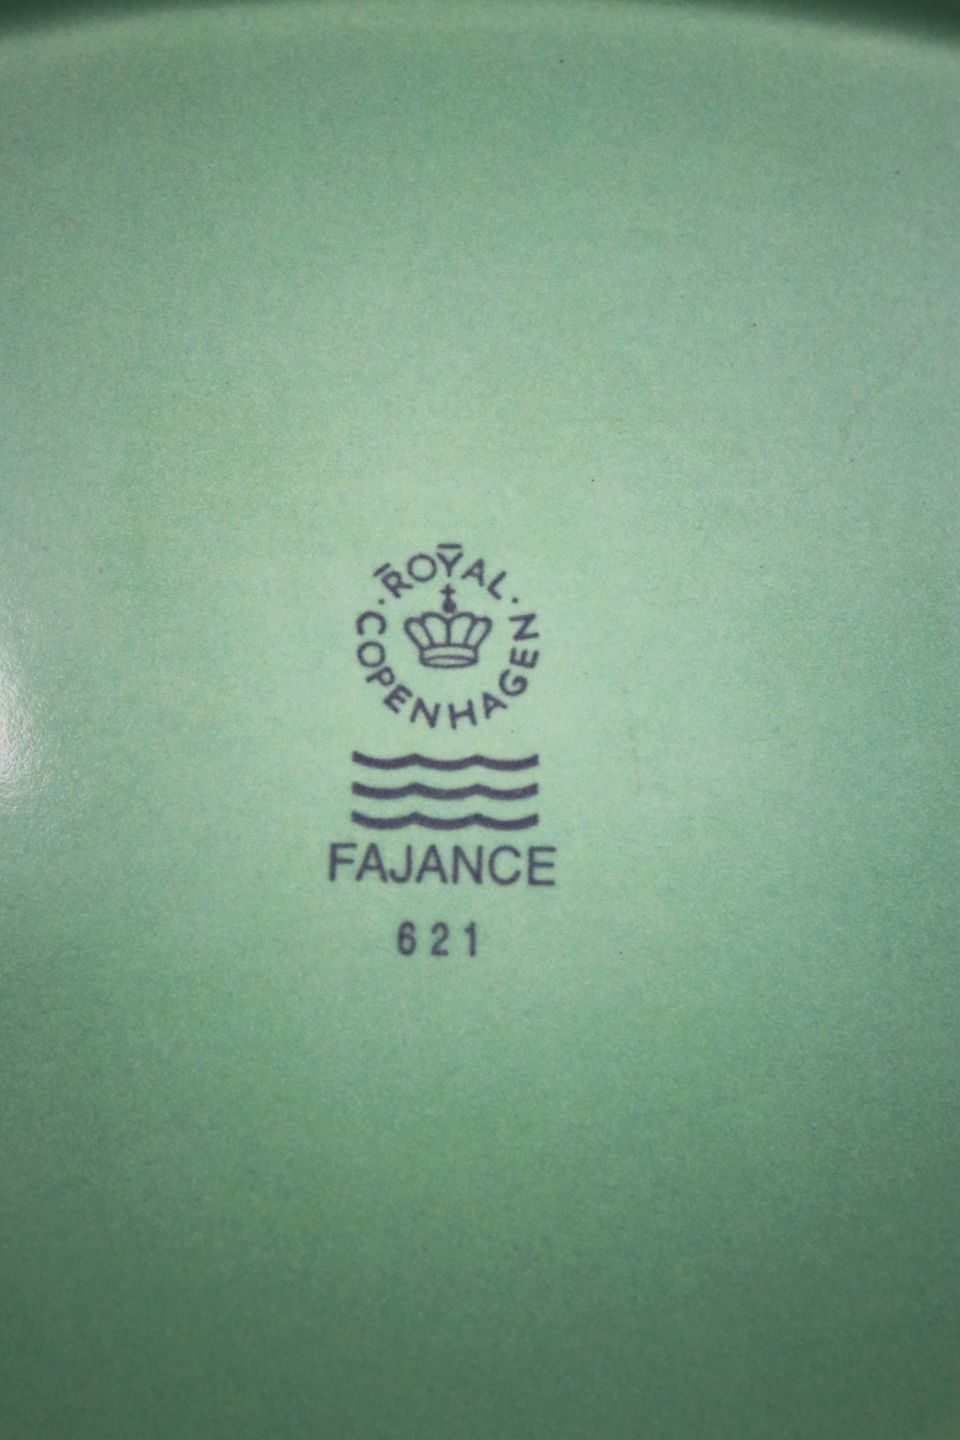 ROYAL
COPENHAGEN
FAJANCE
621